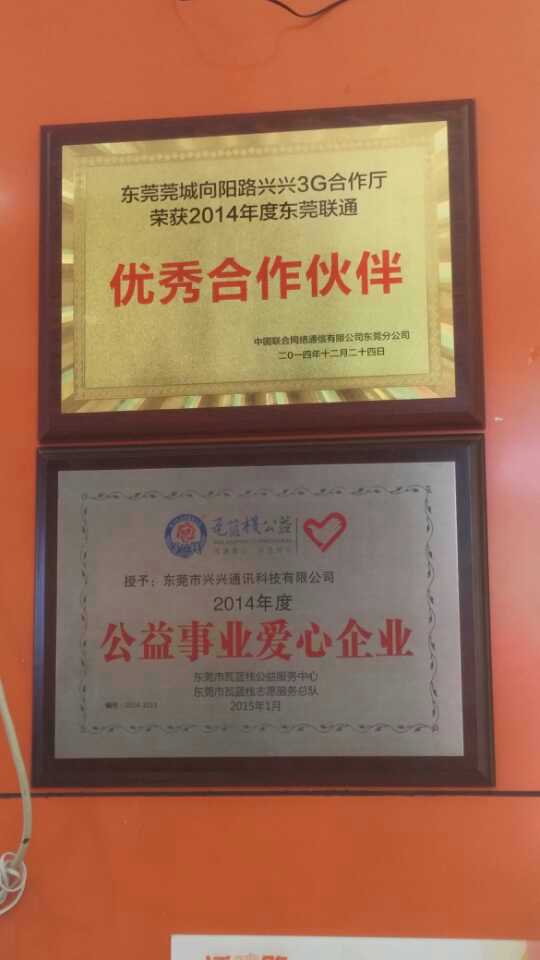 东莞莞城向阳路兴兴3G合作厅
荣获2014年度东莞联通
优秀合作伙伴
中国联合网络通信有限公司东莞分公司
二〇一四年十二月二十四日
授予：东莞市兴兴通讯科技有限公司
2014年度
公益事业爱心企业
东莞市瓦蓝栈公益服务中心
东莞市瓦蓝栈志愿服务总队
2015年1月